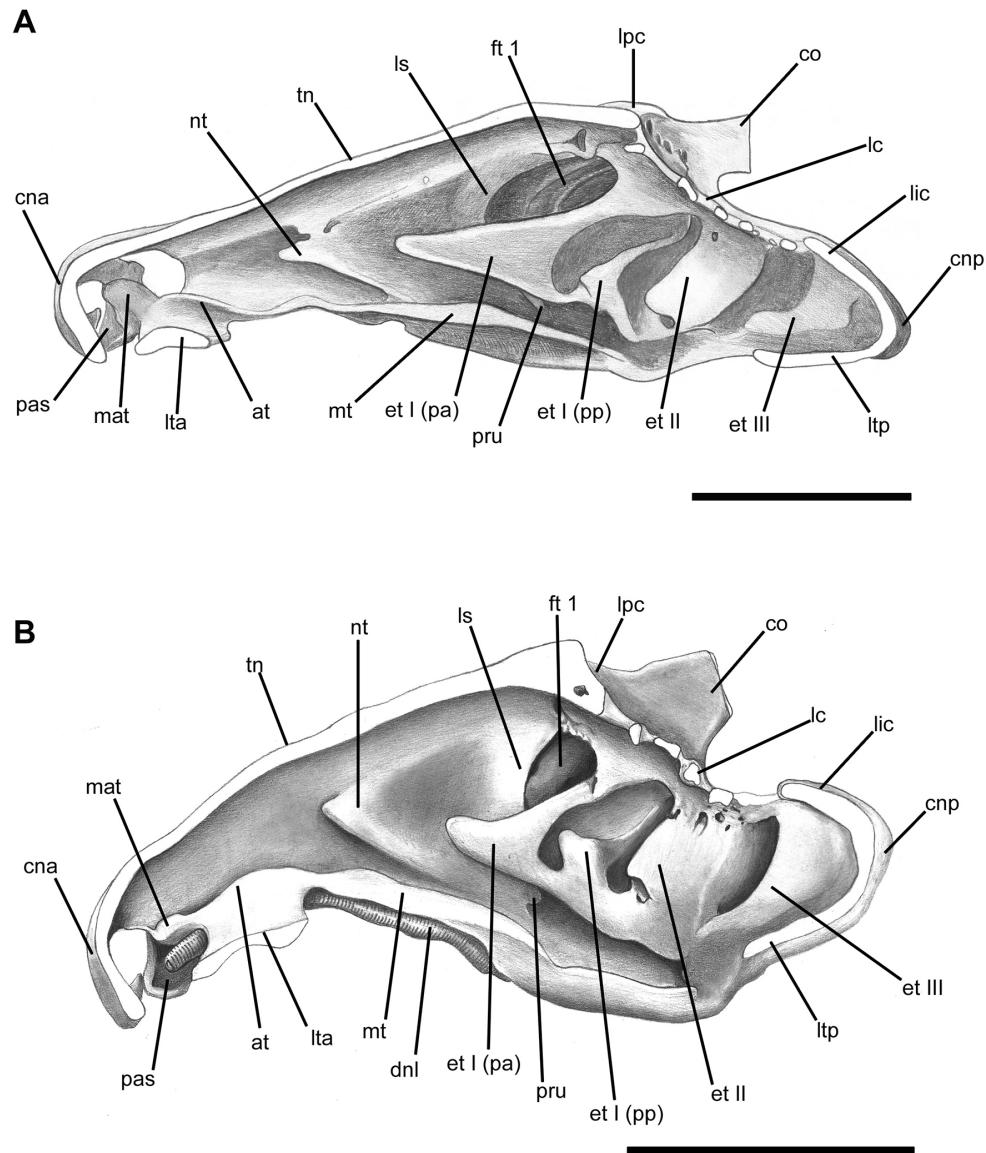 A
lpc
ft 1
co
ls
tn
nt
lc
cna
lic
cnp
pas
mat
lta
at
mt
et I (pa)
pru
et I (pp)
et II
et III
ltp
B
ft 1
lpc
ls
nt
co
tn
lc
lic
mat
cnp
cna
et III
ltp
lta
at
mt
dnl
et I (pa)
pas
pru
et II
et I (pp)